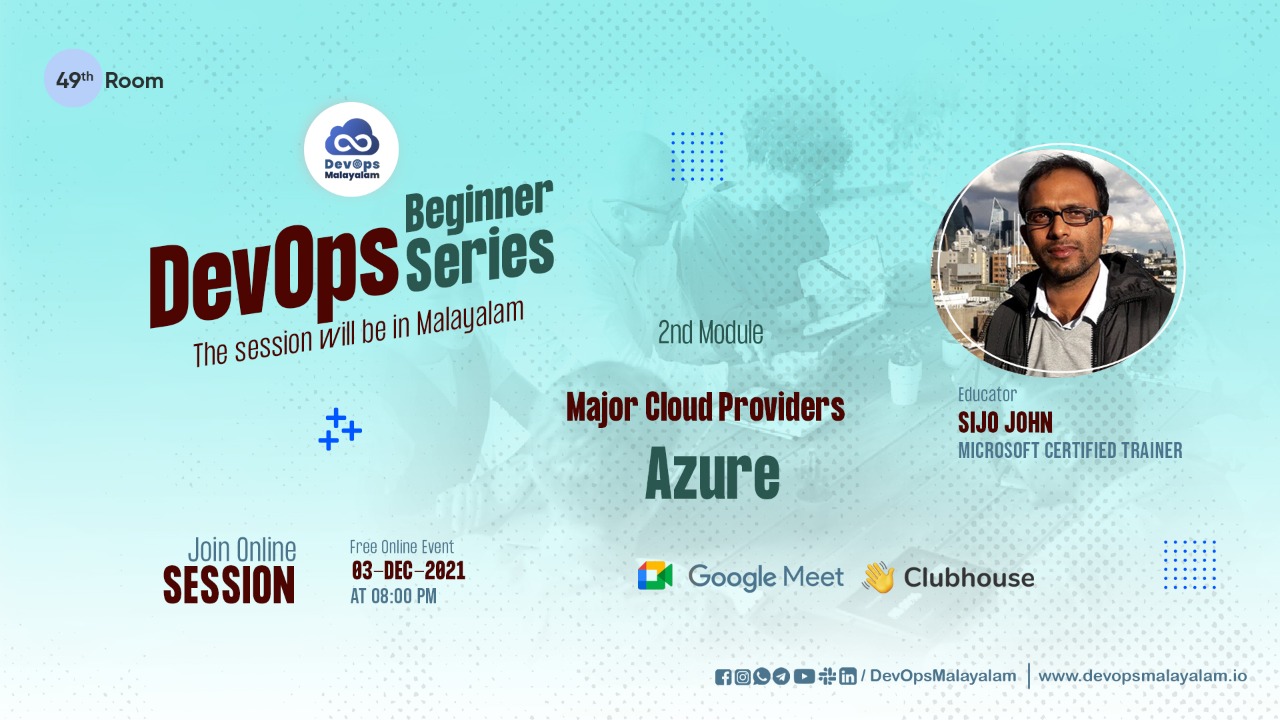 49th Room
DevOps
Malayalam
Beginner
DevOps Series
The session will be in Malayalam
2nd Module
Major Cloud Providers
Azure
Educator
SIJO JOHN
MICROSOFT CERTIFIED TRAINER
Join Online
SESSION
Free Online Event
03-DEC-2021
AT 08:00 PM
Google Meet
Clubhouse
/ DevOpsMalayalam | www.devopsmalayalam.io